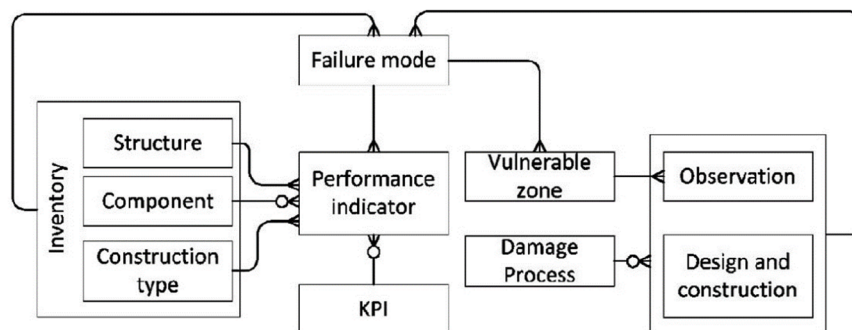 Failure mode
Inventory
Structure
Component
Construction
type
Performance
indicator
KPI
Vulnerable
zone
Damage
Process
Observation
Design and
construction